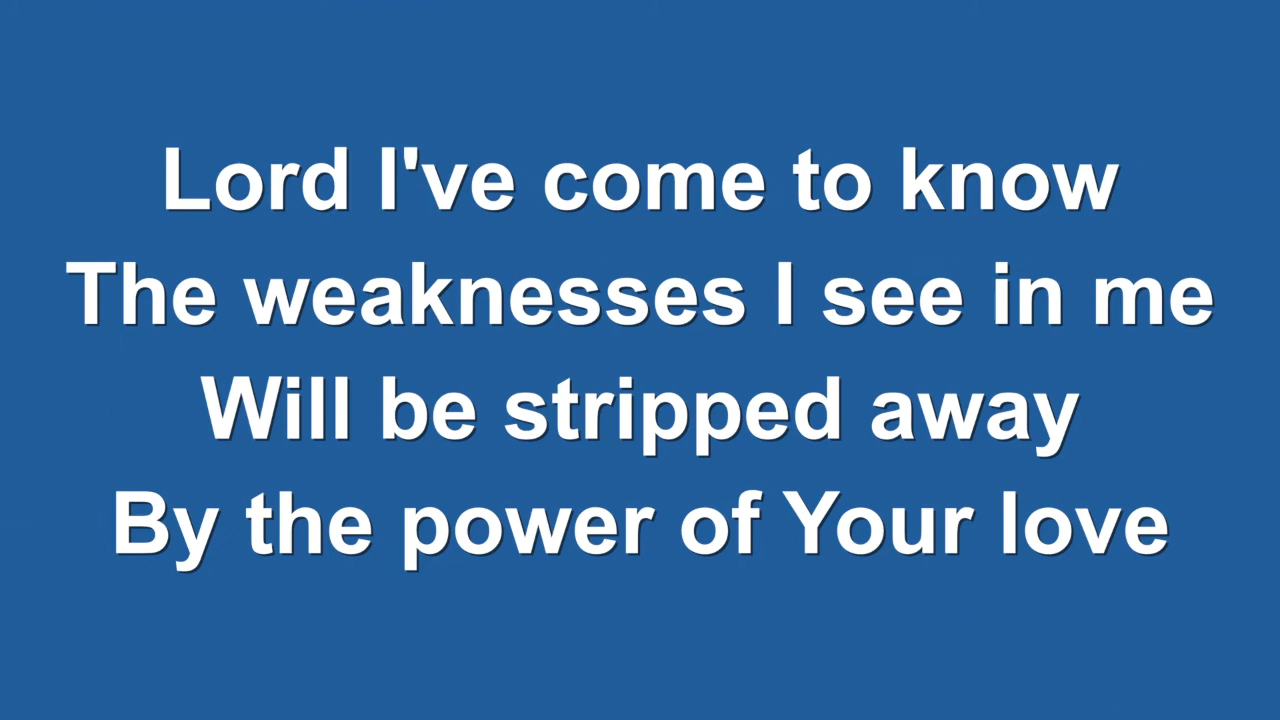 Lord I've come to know
The weaknesses I see in me
Will be stripped away
By the power of Your love